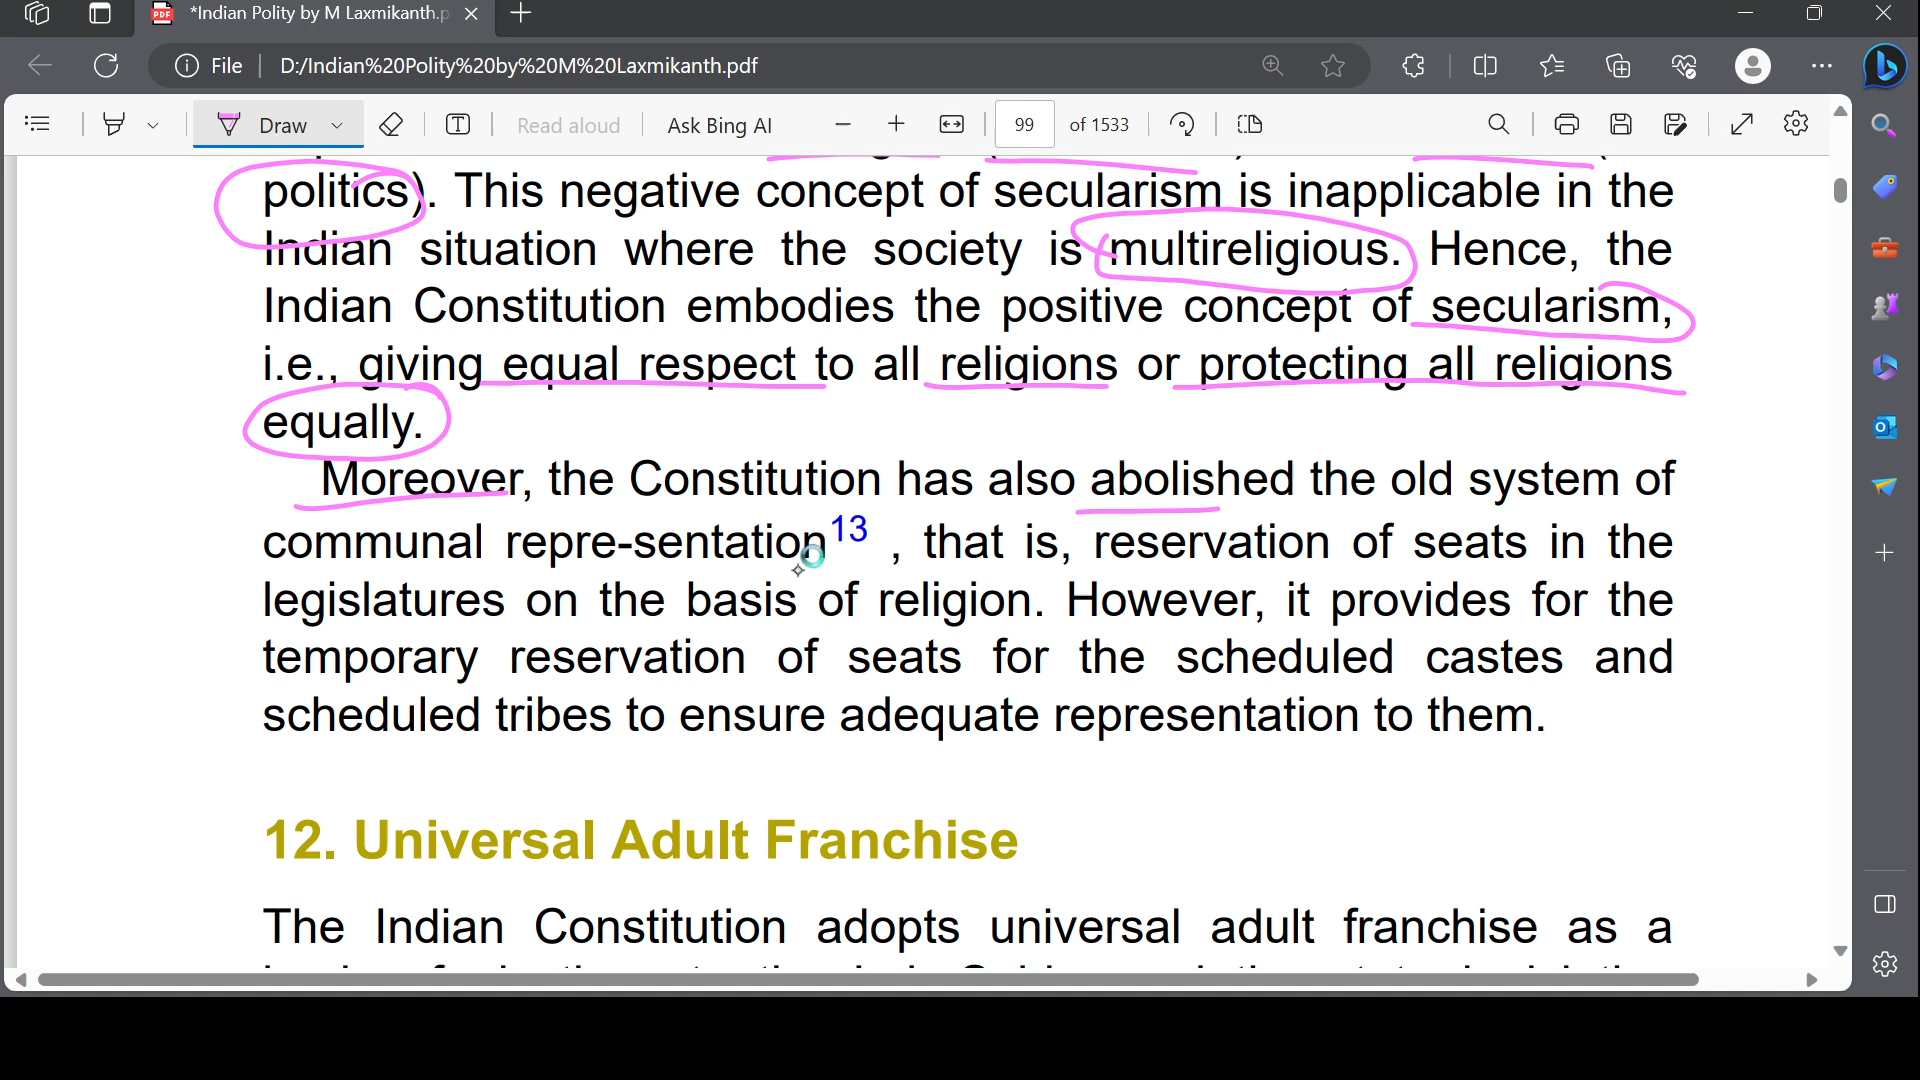 *Indian Polity by M Laxmikanth.p
File
D:/Indian%20Polity%20by%20M%20Laxmikanth.pdf
Draw
Read aloud
Ask Bing AI
99
of 1533
politics). This negative concept of secularism is inapplicable in the
Indian situation where the society is multireligious. Hence, the
Indian Constitution embodies the positive concept of secularism,
i.e., giving equal respect to all religions or protecting all religions
equally.
Moreover, the Constitution has also abolished the old system of
communal repre-sentation13 , that is, reservation of seats in the
legislatures on the basis of religion. However, it provides for the
temporary reservation of seats for the scheduled castes and
scheduled tribes to ensure adequate representation to them.
12. Universal Adult Franchise
The Indian Constitution adopts universal adult franchise as a